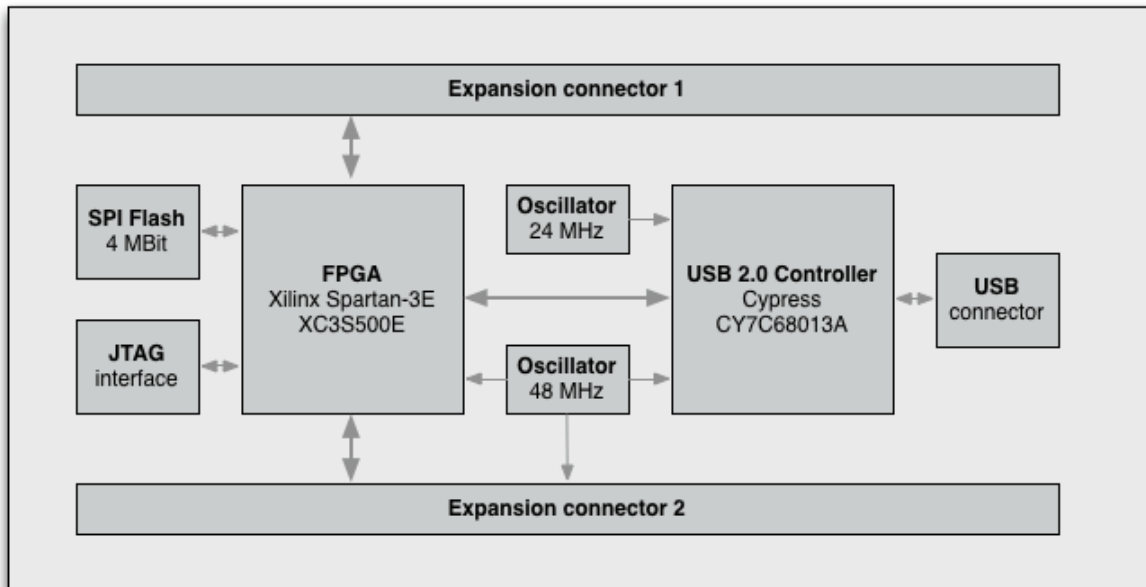 Expansion connector 1
SPI Flash
4 MBit
JTAG
interface
FPGA
Xilinx Spartan-3E
XC3S500E
Oscillator
24 MHz
Oscillator
48 MHz
USB 2.0 Controller
Cypress
CY7C68013A
USB
connector
Expansion connector 2